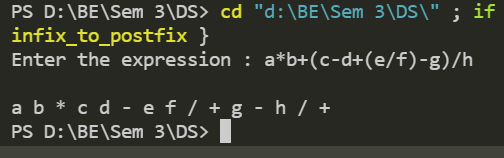 PS D:\BE\Sem 3\DS> cd "d:\BE\Sem 3\DS\" ; if
infix_to_postfix }
Enter the expression : a*b+(c-d+(e/f)-g)/h
a b * c d - e f / + g - h / +
PS D:\BE\Sem 3\DS>